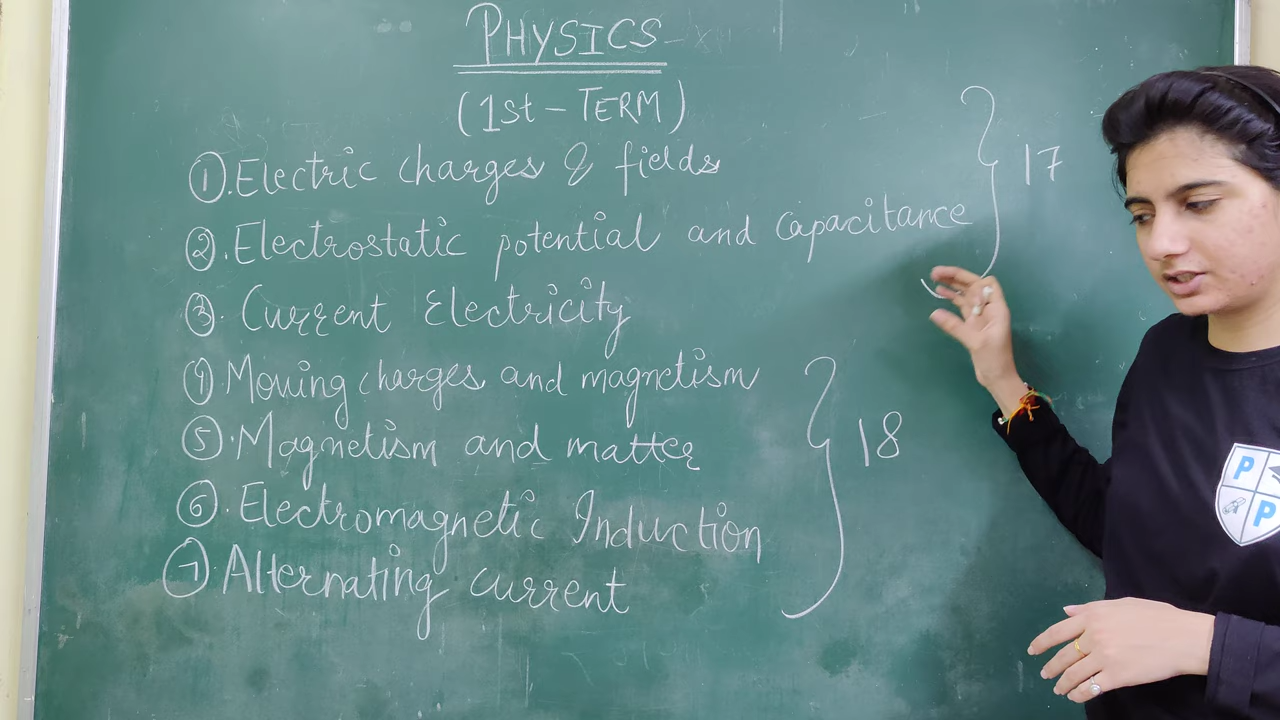 PHYSICS - XII
(1st - TERM)
①. Electric charges & fields
②. Electrostatic potential and capacitance
17
③. Current Electricity
④. Moving charges and magnetism
⑤. Magnetism and matter
18
⑥. Electromagnetic Induction
⑦. Alternating current
P
P